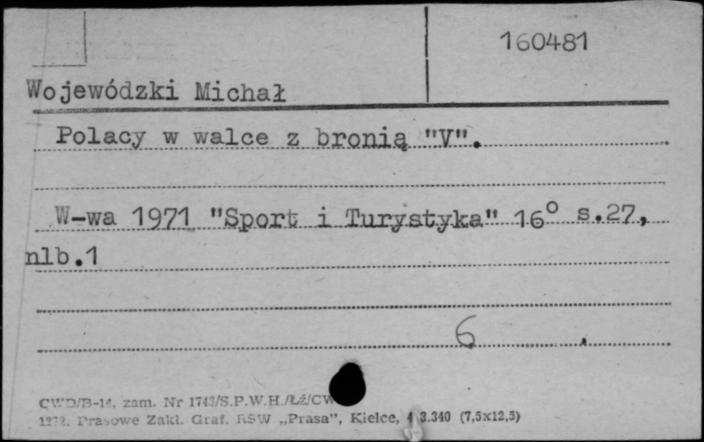 160481
Wojewódzki Michał
Polacy w walce z bronią "V".
W-wa 1971 "Sport i Turystyka" 16° s.27,
nlb.1
6
CWD/B-14, zam. Nr 1743/S.P.W.H./Łź/CW
Prasowe Zakł. Graf. RSW „Prasa”, Kielce, 3.340 (7,5x12,5)